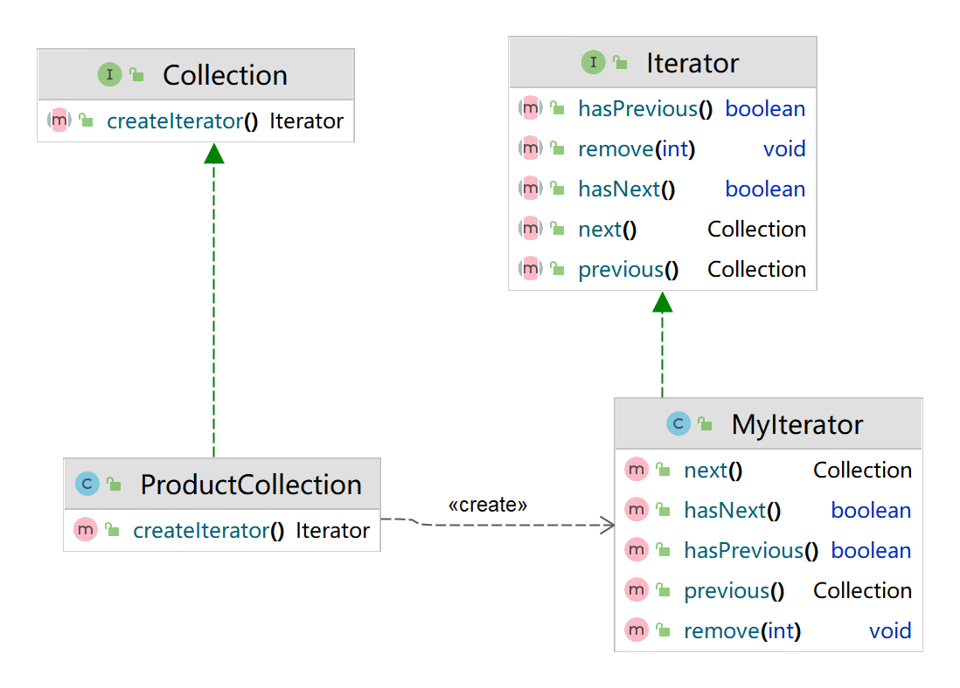 I Collection
m createIterator() Iterator
I Iterator
m hasPrevious() boolean
m remove(int) void
m hasNext() boolean
m next() Collection
m previous() Collection
C ProductCollection
m createIterator() Iterator
«create»
C MyIterator
m next() Collection
m hasNext() boolean
m hasPrevious() boolean
m previous() Collection
m remove(int) void